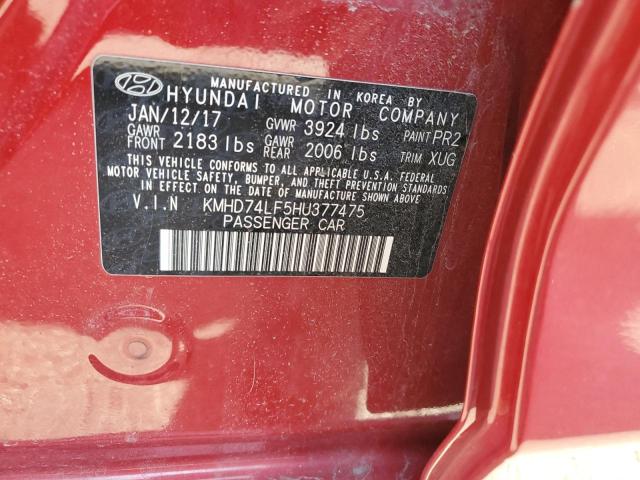 MANUFACTURED IN KOREA BY
HYUNDAI MOTOR COMPANY
JAN/12/17 GVWR 3924 lbs PAINT PR2
GAWR FRONT 2183 lbs GAWR REAR 2006 lbs TRIM XUG
THIS VEHICLE CONFORMS TO ALL APPLICABLE U.S.A. FEDERAL
MOTOR VEHICLE SAFETY, BUMPER, AND THEFT PREVENTION
STANDARDS IN EFFECT ON THE DATE OF MANUFACTURE SHOWN ABOVE.
V.I.N KMHD74LF5HU377475
PASSENGER CAR